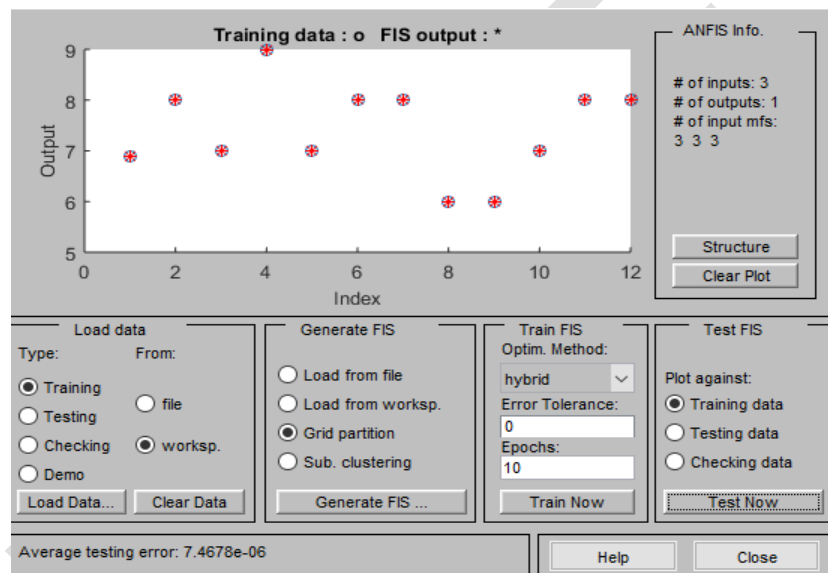 Training data : o   FIS output : *
9
8
7
6
5
Output
0 2 4 6 8 10 12
Index
ANFIS Info.
# of inputs: 3
# of outputs: 1
# of input mfs:
3 3 3
Structure
Clear Plot
Load data
Type: From:
Training
Testing
Checking
Demo
file
worksp.
Load Data... Clear Data
Generate FIS
Load from file
Load from worksp.
Grid partition
Sub. clustering
Generate FIS ...
Train FIS
Optim. Method:
hybrid
Error Tolerance:
0
Epochs:
10
Train Now
Test FIS
Plot against:
Training data
Testing data
Checking data
Test Now
Average testing error: 7.4678e-06
Help Close